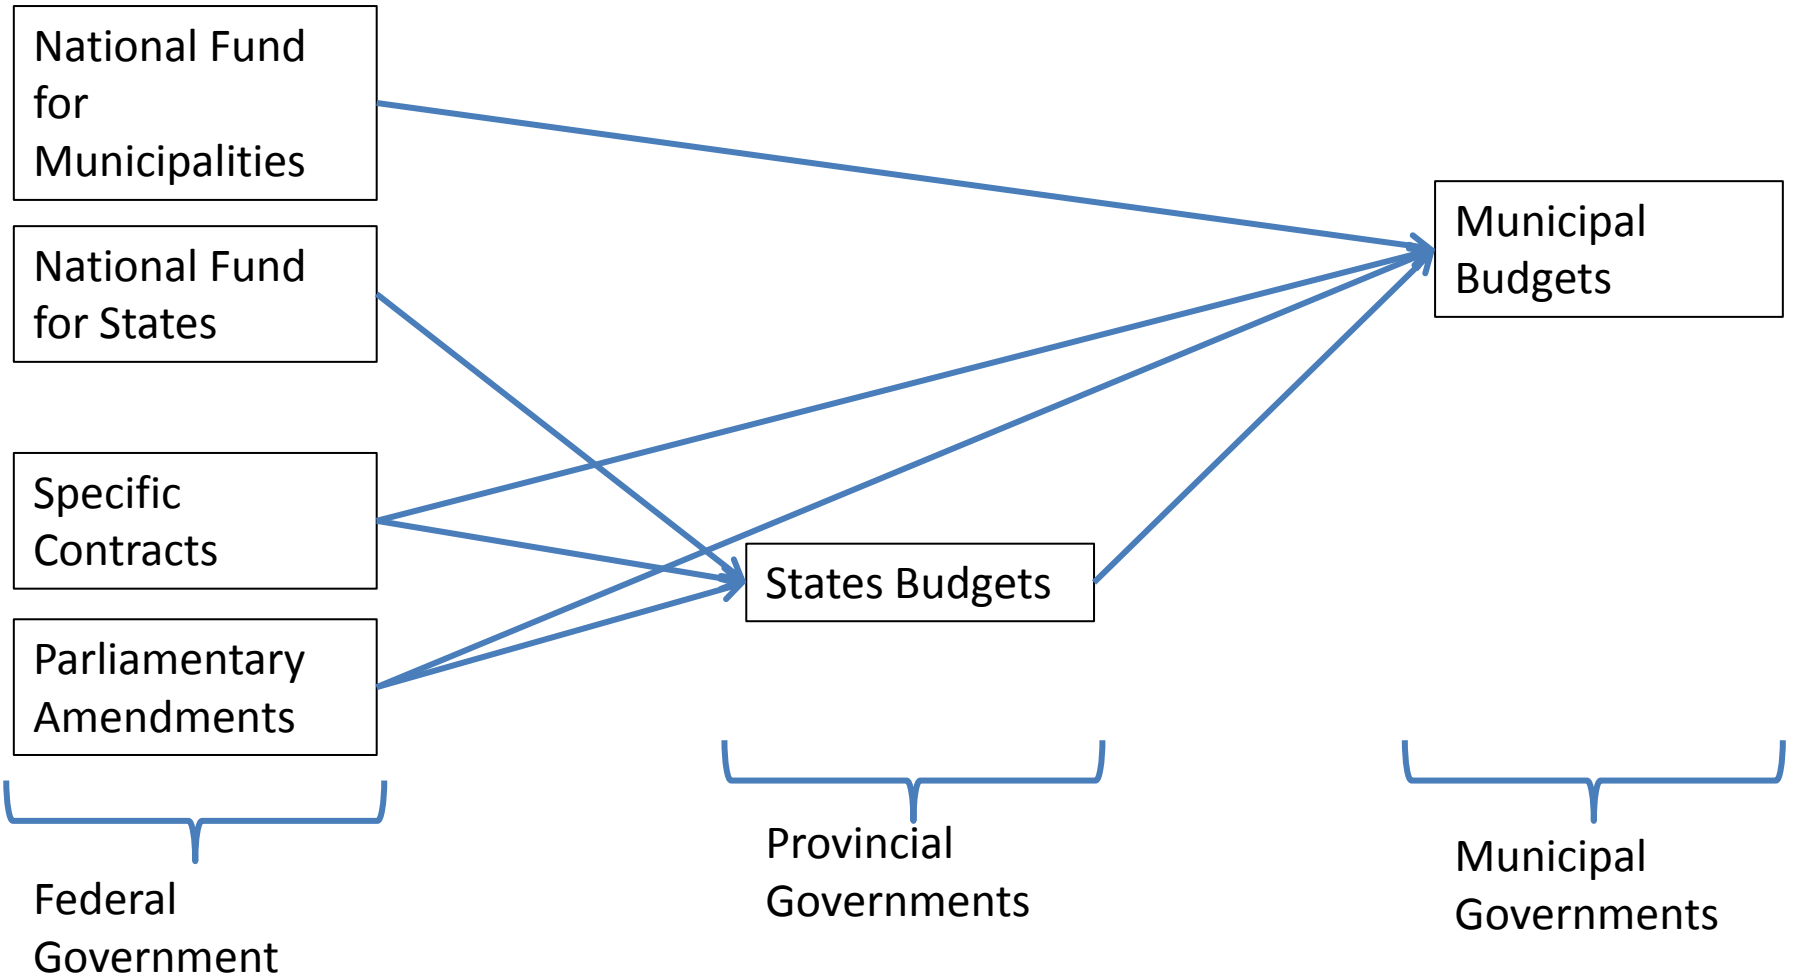 National Fund
for
Municipalities
National Fund
for States
Specific
Contracts
Parliamentary
Amendments
States Budgets
Municipal
Budgets
Federal
Government
Provincial
Governments
Municipal
Governments